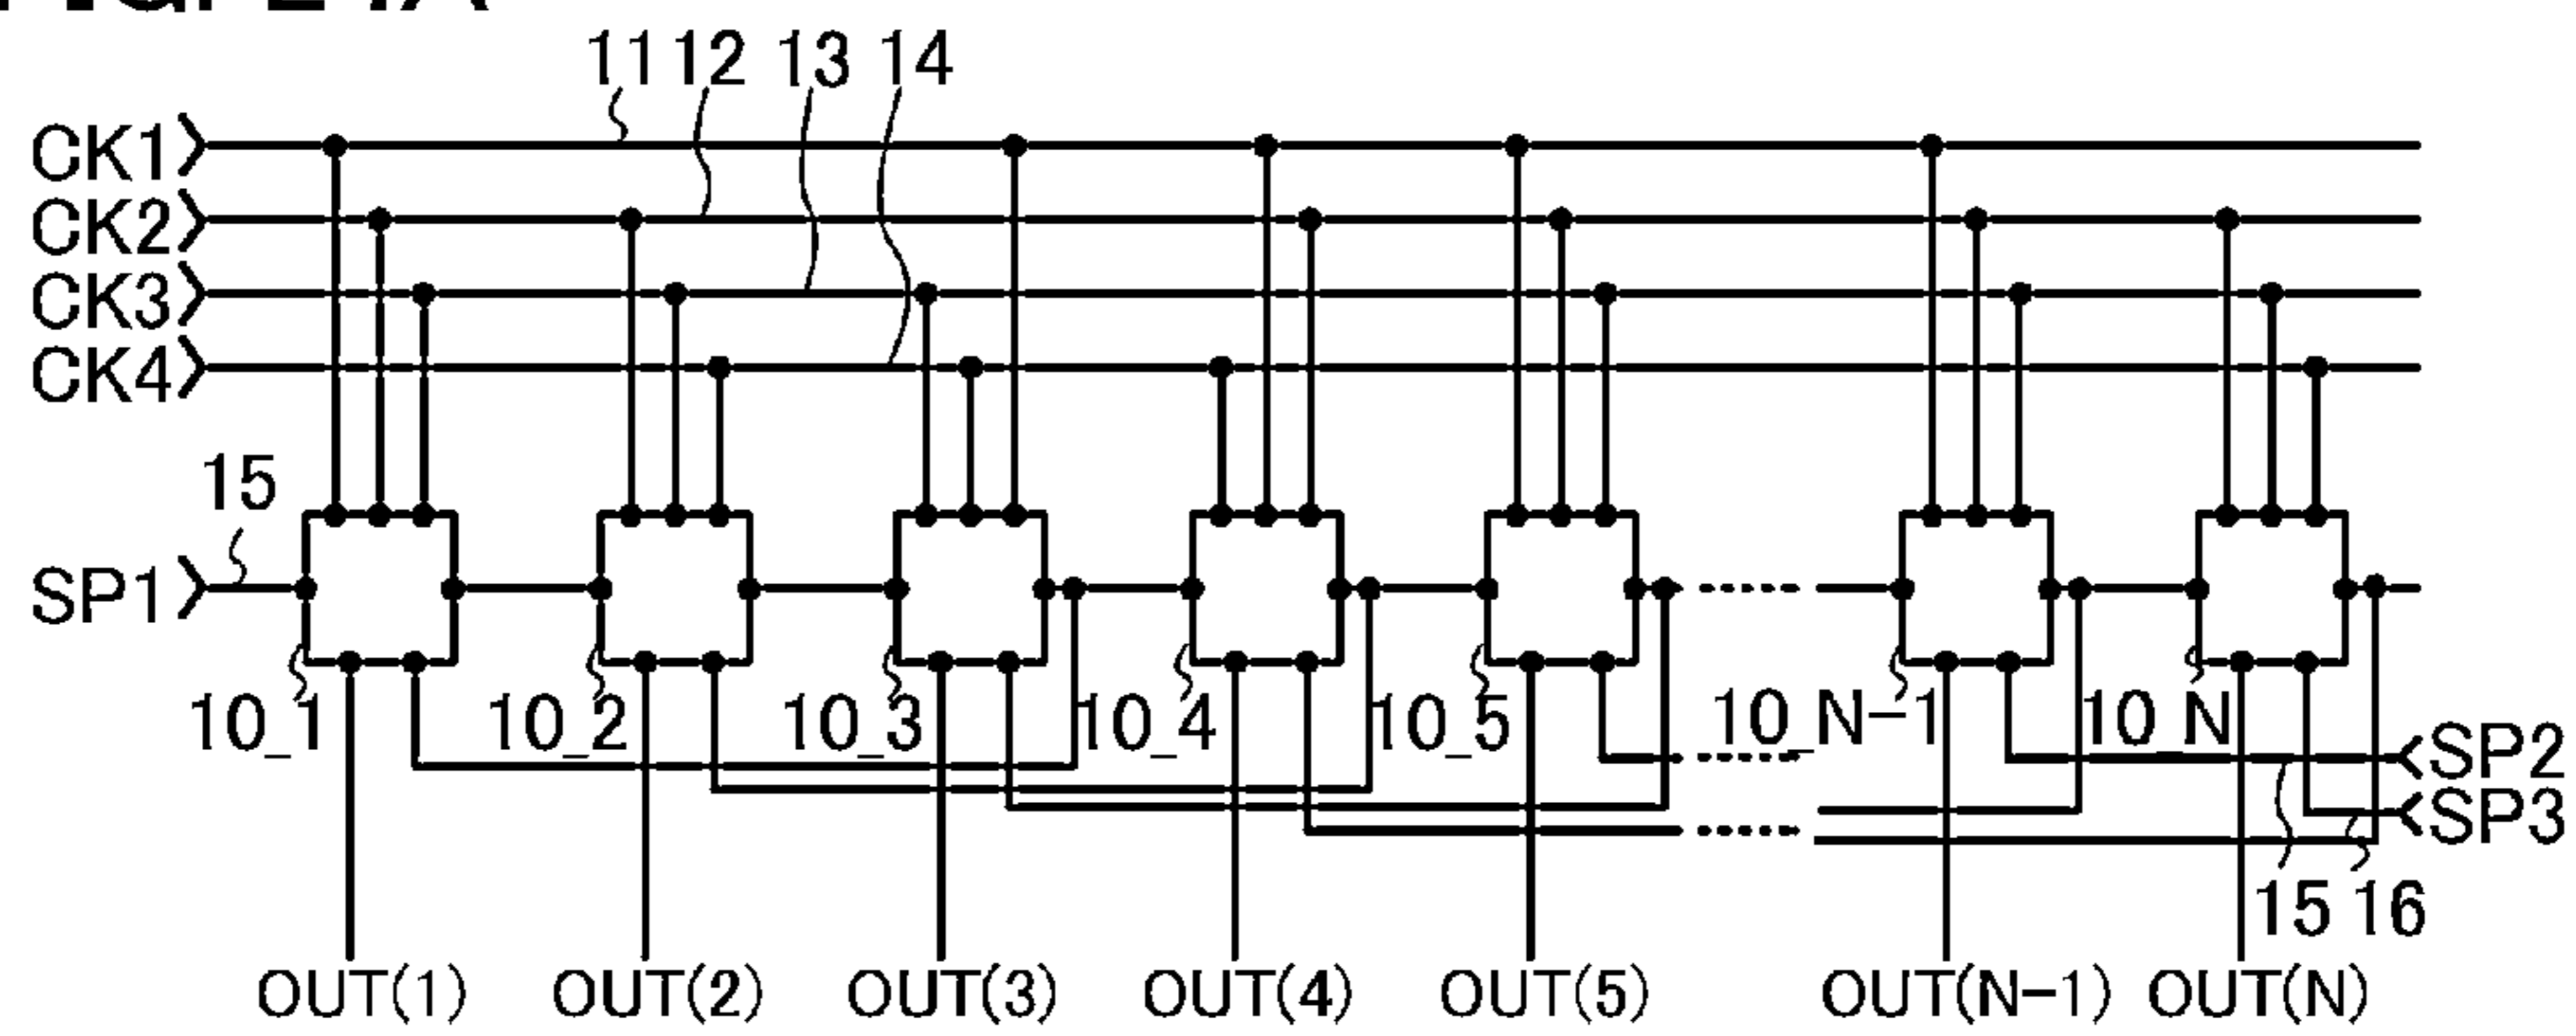 11 12 13 14
CK1
CK2
CK3
CK4
15
SP1
10_1 10_2 10_3 10_4 10_5 10_N-1 10_N
SP2
SP3
15 16
OUT(1) OUT(2) OUT(3) OUT(4) OUT(5) OUT(N-1) OUT(N)